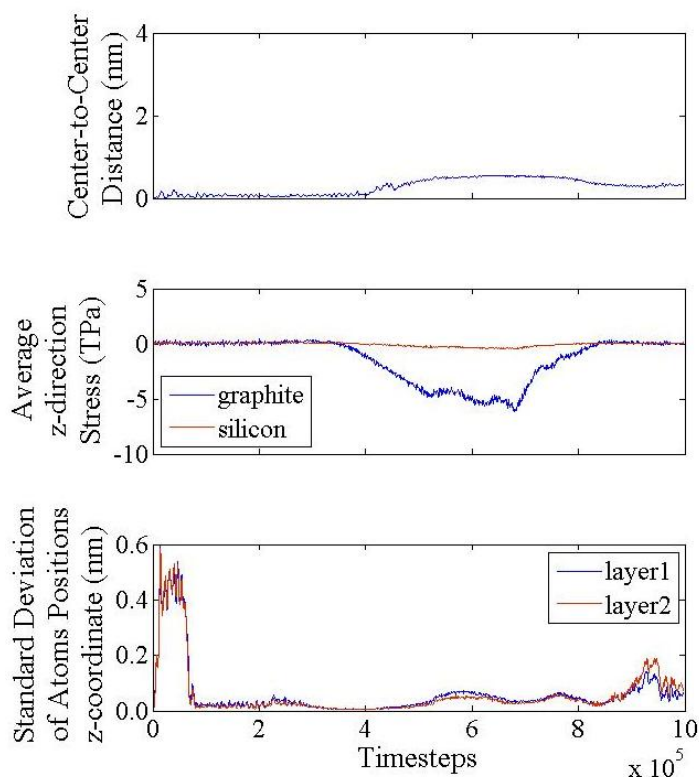 Center-to-Center
Distance (nm)
4
2
0
Average
z-direction
Stress (TPa)
5
0
-5
-10
graphite
silicon
Standard Deviation
of Atoms Positions
z-coordinate (nm)
0.6
0.4
0.2
0.0
layer1
layer2
0 2 4 6 8 10
Timesteps
x 10^5